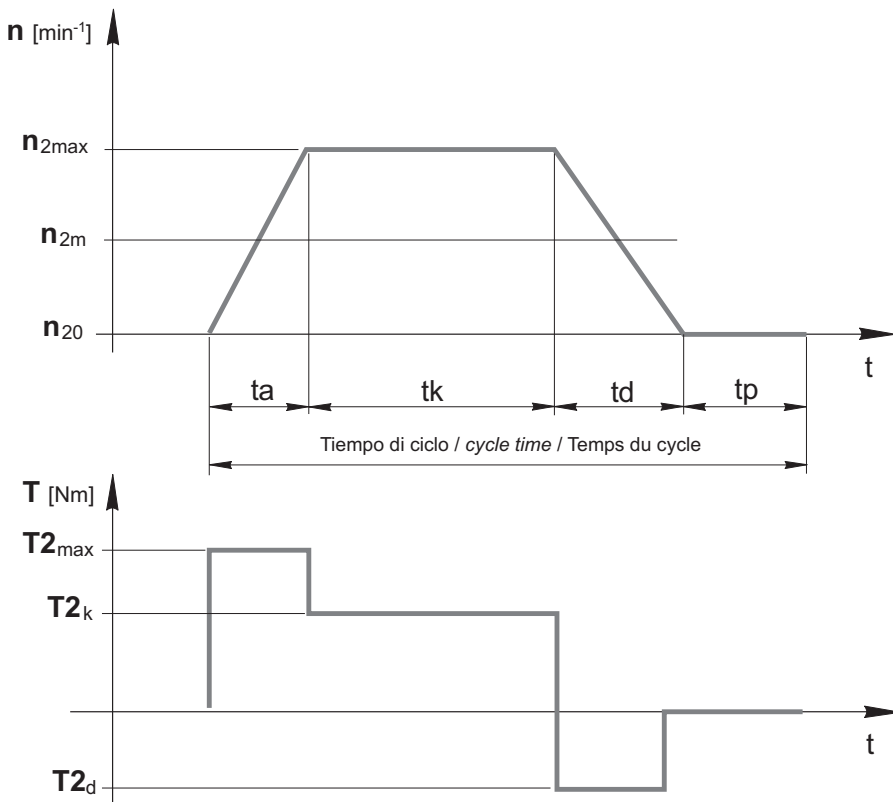 n [min⁻¹]
n2max
n2m
n20
t
ta tk td tp
Tiempo di ciclo / cycle time / Temps du cycle
T [Nm]
T2max
T2k
t
T2d